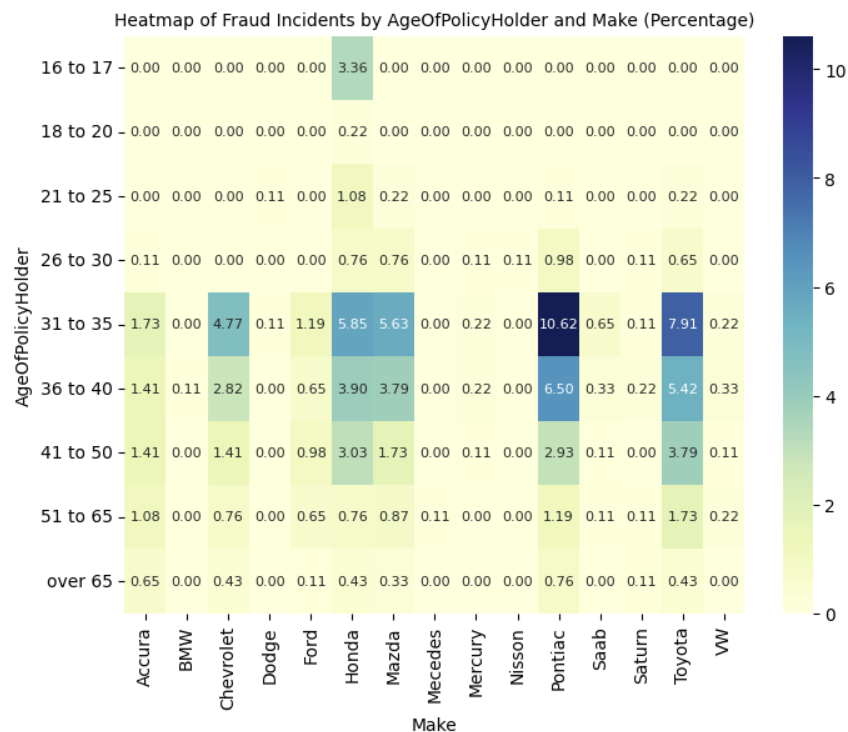 Heatmap of Fraud Incidents by AgeOfPolicyHolder and Make (Percentage)
16 to 17 0.00 0.00 0.00 0.00 0.00 3.36 0.00 0.00 0.00 0.00 0.00 0.00 0.00 0.00 0.00
18 to 20 0.00 0.00 0.00 0.00 0.00 0.22 0.00 0.00 0.00 0.00 0.00 0.00 0.00 0.00 0.00
21 to 25 0.00 0.00 0.00 0.11 0.00 1.08 0.22 0.00 0.00 0.00 0.11 0.00 0.00 0.22 0.00
26 to 30 0.11 0.00 0.00 0.00 0.00 0.76 0.76 0.00 0.11 0.11 0.98 0.00 0.11 0.65 0.00
31 to 35 1.73 0.00 4.77 0.11 1.19 5.85 5.63 0.00 0.22 0.00 10.62 0.65 0.11 7.91 0.22
36 to 40 1.41 0.11 2.82 0.00 0.65 3.90 3.79 0.00 0.22 0.00 6.50 0.33 0.22 5.42 0.33
41 to 50 1.41 0.00 1.41 0.00 0.98 3.03 1.73 0.00 0.11 0.00 2.93 0.11 0.00 3.79 0.11
51 to 65 1.08 0.00 0.76 0.00 0.65 0.76 0.87 0.11 0.00 0.00 1.19 0.11 0.11 1.73 0.22
over 65 0.65 0.00 0.43 0.00 0.11 0.43 0.33 0.00 0.00 0.00 0.76 0.00 0.11 0.43 0.00
AgeOfPolicyHolder
Accura BMW Chevrolet Dodge Ford Honda Mazda Mecedes Mercury Nisson Pontiac Saab Saturn Toyota VW
Make
10
8
6
4
2
0